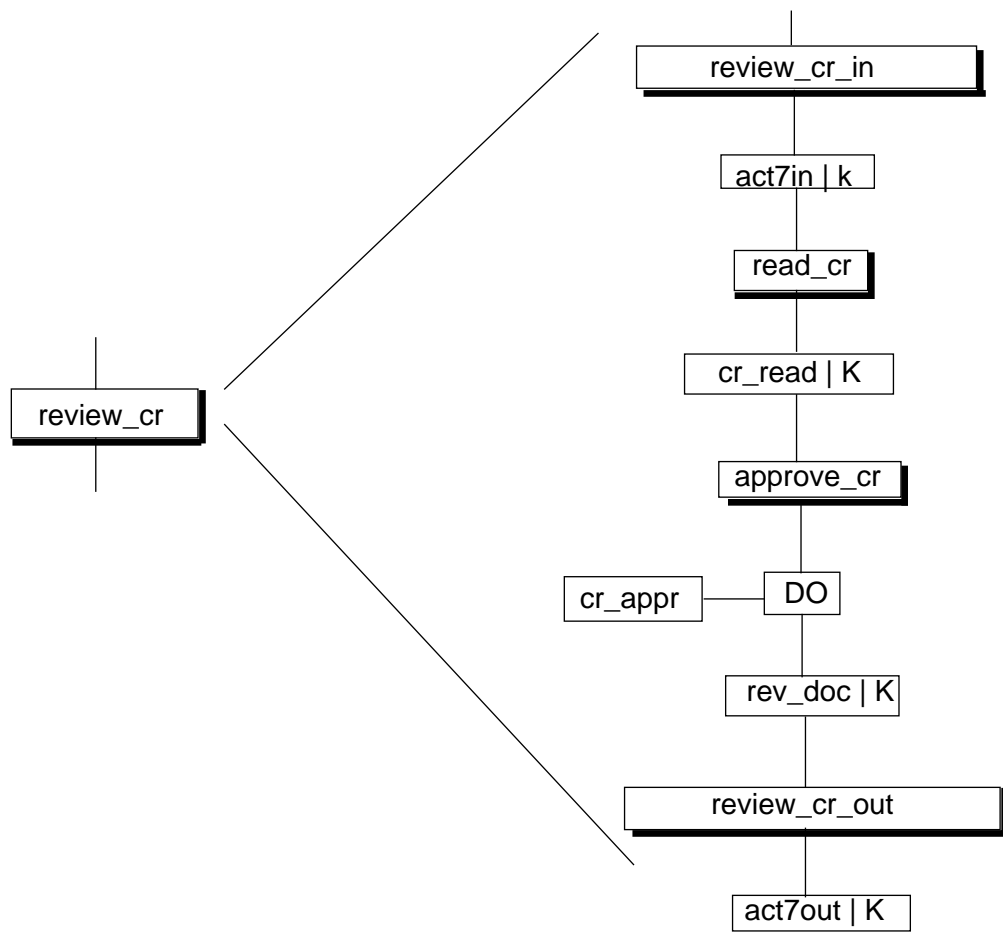 review_cr_in
act7in | k
read_cr
cr_read | K
review_cr
approve_cr
cr_appr
DO
rev_doc | K
review_cr_out
act7out | K